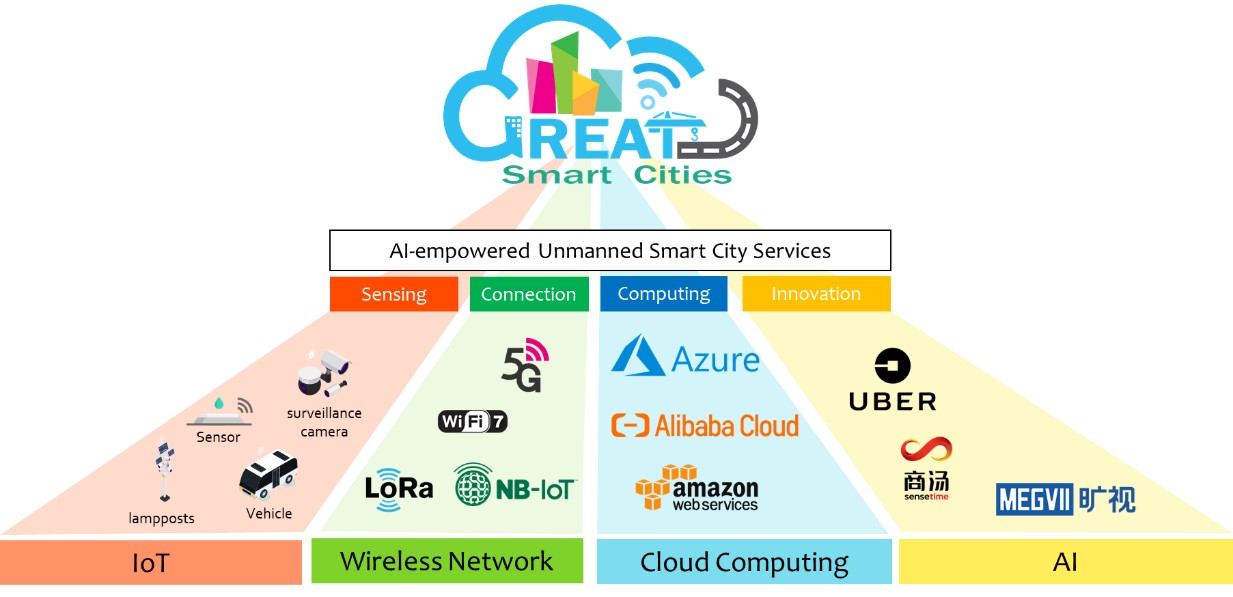 GREAT
Smart Cities
AI-empowered Unmanned Smart City Services
Sensing
Connection
Computing
Innovation
5G
Azure
UBER
surveillance
camera
Sensor
WiFi 7
Alibaba Cloud
商汤
sensetime
LoRa
NB-IoT
amazon
webservices
MEGVII 旷视
lampposts
Vehicle
IoT
Wireless Network
Cloud Computing
AI